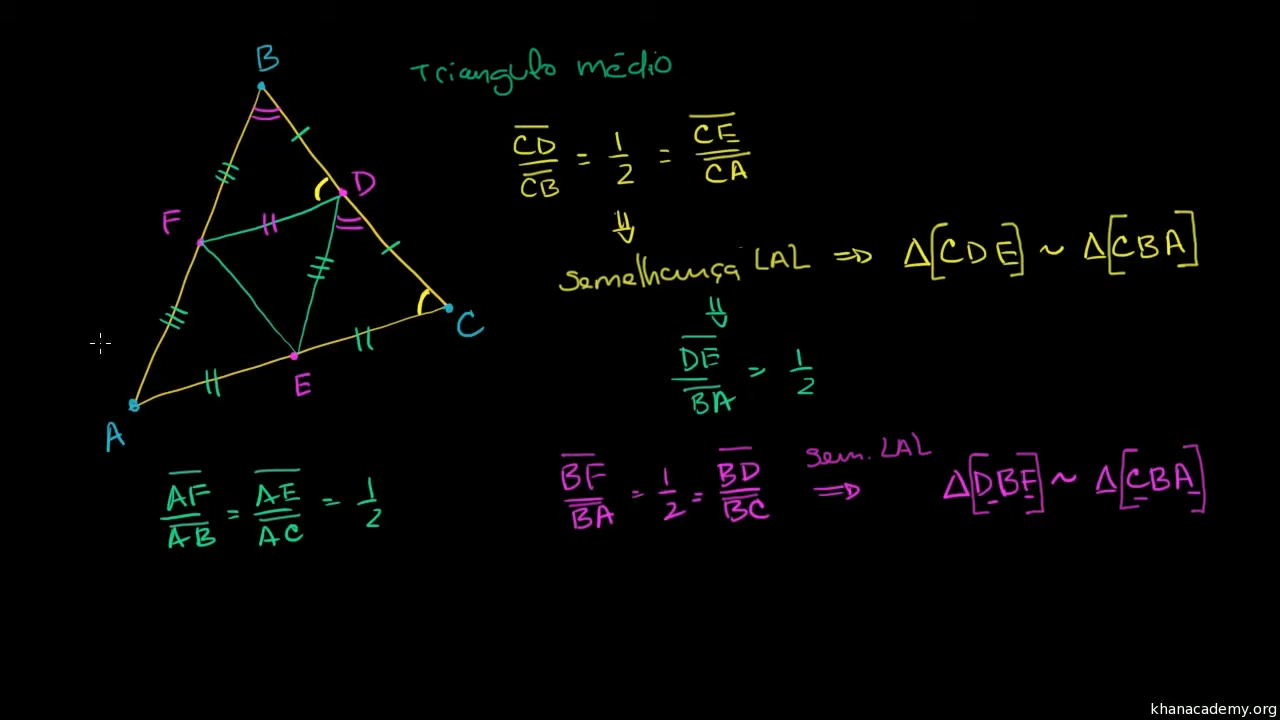 Triangulo médio
B
D
F
C
E
A
CD/CB = 1/2 = CE/CA
⇓
semelhança LAL ⇒ Δ[CDE] ~ Δ[CBA]
⇓
DE/BA = 1/2
AF/AB = AE/AC = 1/2
BF/BA = 1/2 = BD/BC sem. LAL ⇒ Δ[DBF] ~ Δ[CBA]
khanacademy.org